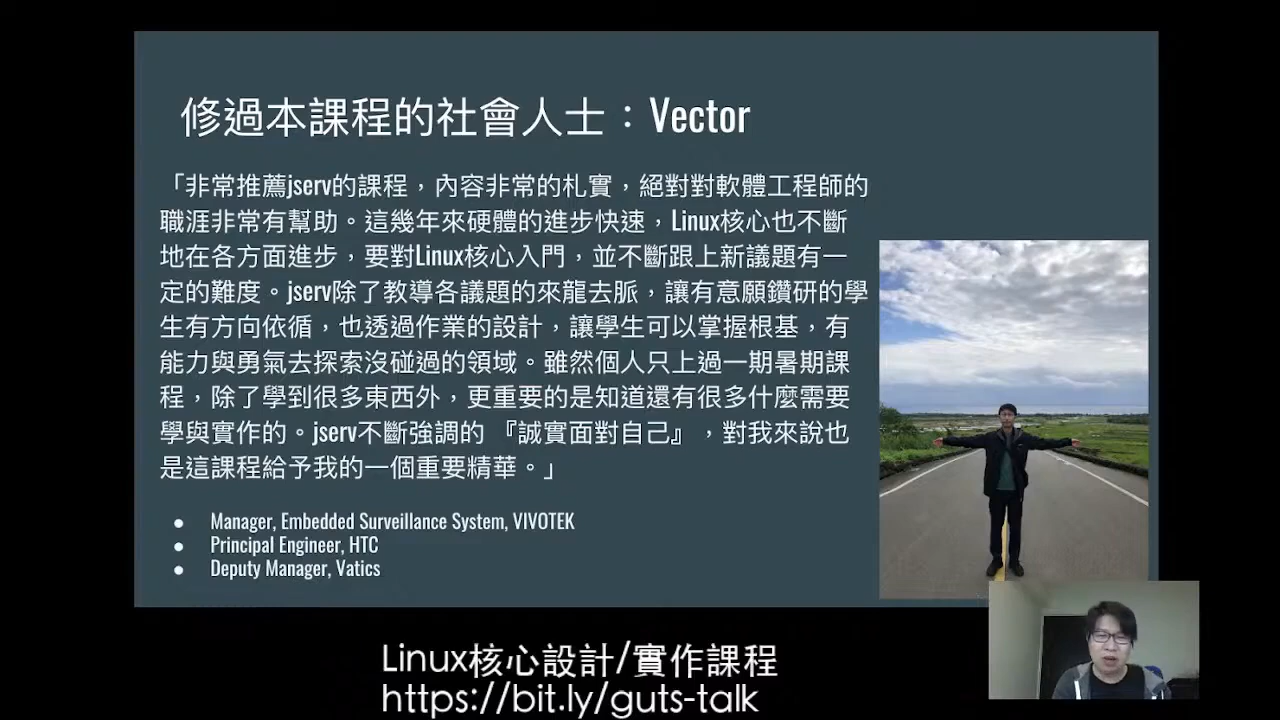 修過本課程的社會人士：Vector
「非常推薦jserv的課程，內容非常的札實，絕對對軟體工程師的
職涯非常有幫助。這幾年來硬體的進步快速，Linux核心也不斷
地在各方面進步，要對Linux核心入門，並不斷跟上新議題有一
定的難度。jserv除了教導各議題的來龍去脈，讓有意願鑽研的學
生有方向依循，也透過作業的設計，讓學生可以掌握根基，有
能力與勇氣去探索沒碰過的領域。雖然個人只上過一期暑期課
程，除了學到很多東西外，更重要的是知道還有很多什麼需要
學與實作的。jserv不斷強調的 『誠實面對自己』 ，對我來說也
是這課程給予我的一個重要精華。」
● Manager, Embedded Surveillance System, VIVOTEK
● Principal Engineer, HTC
● Deputy Manager, Vatics
Linux核心設計/實作課程
https://bit.ly/guts-talk